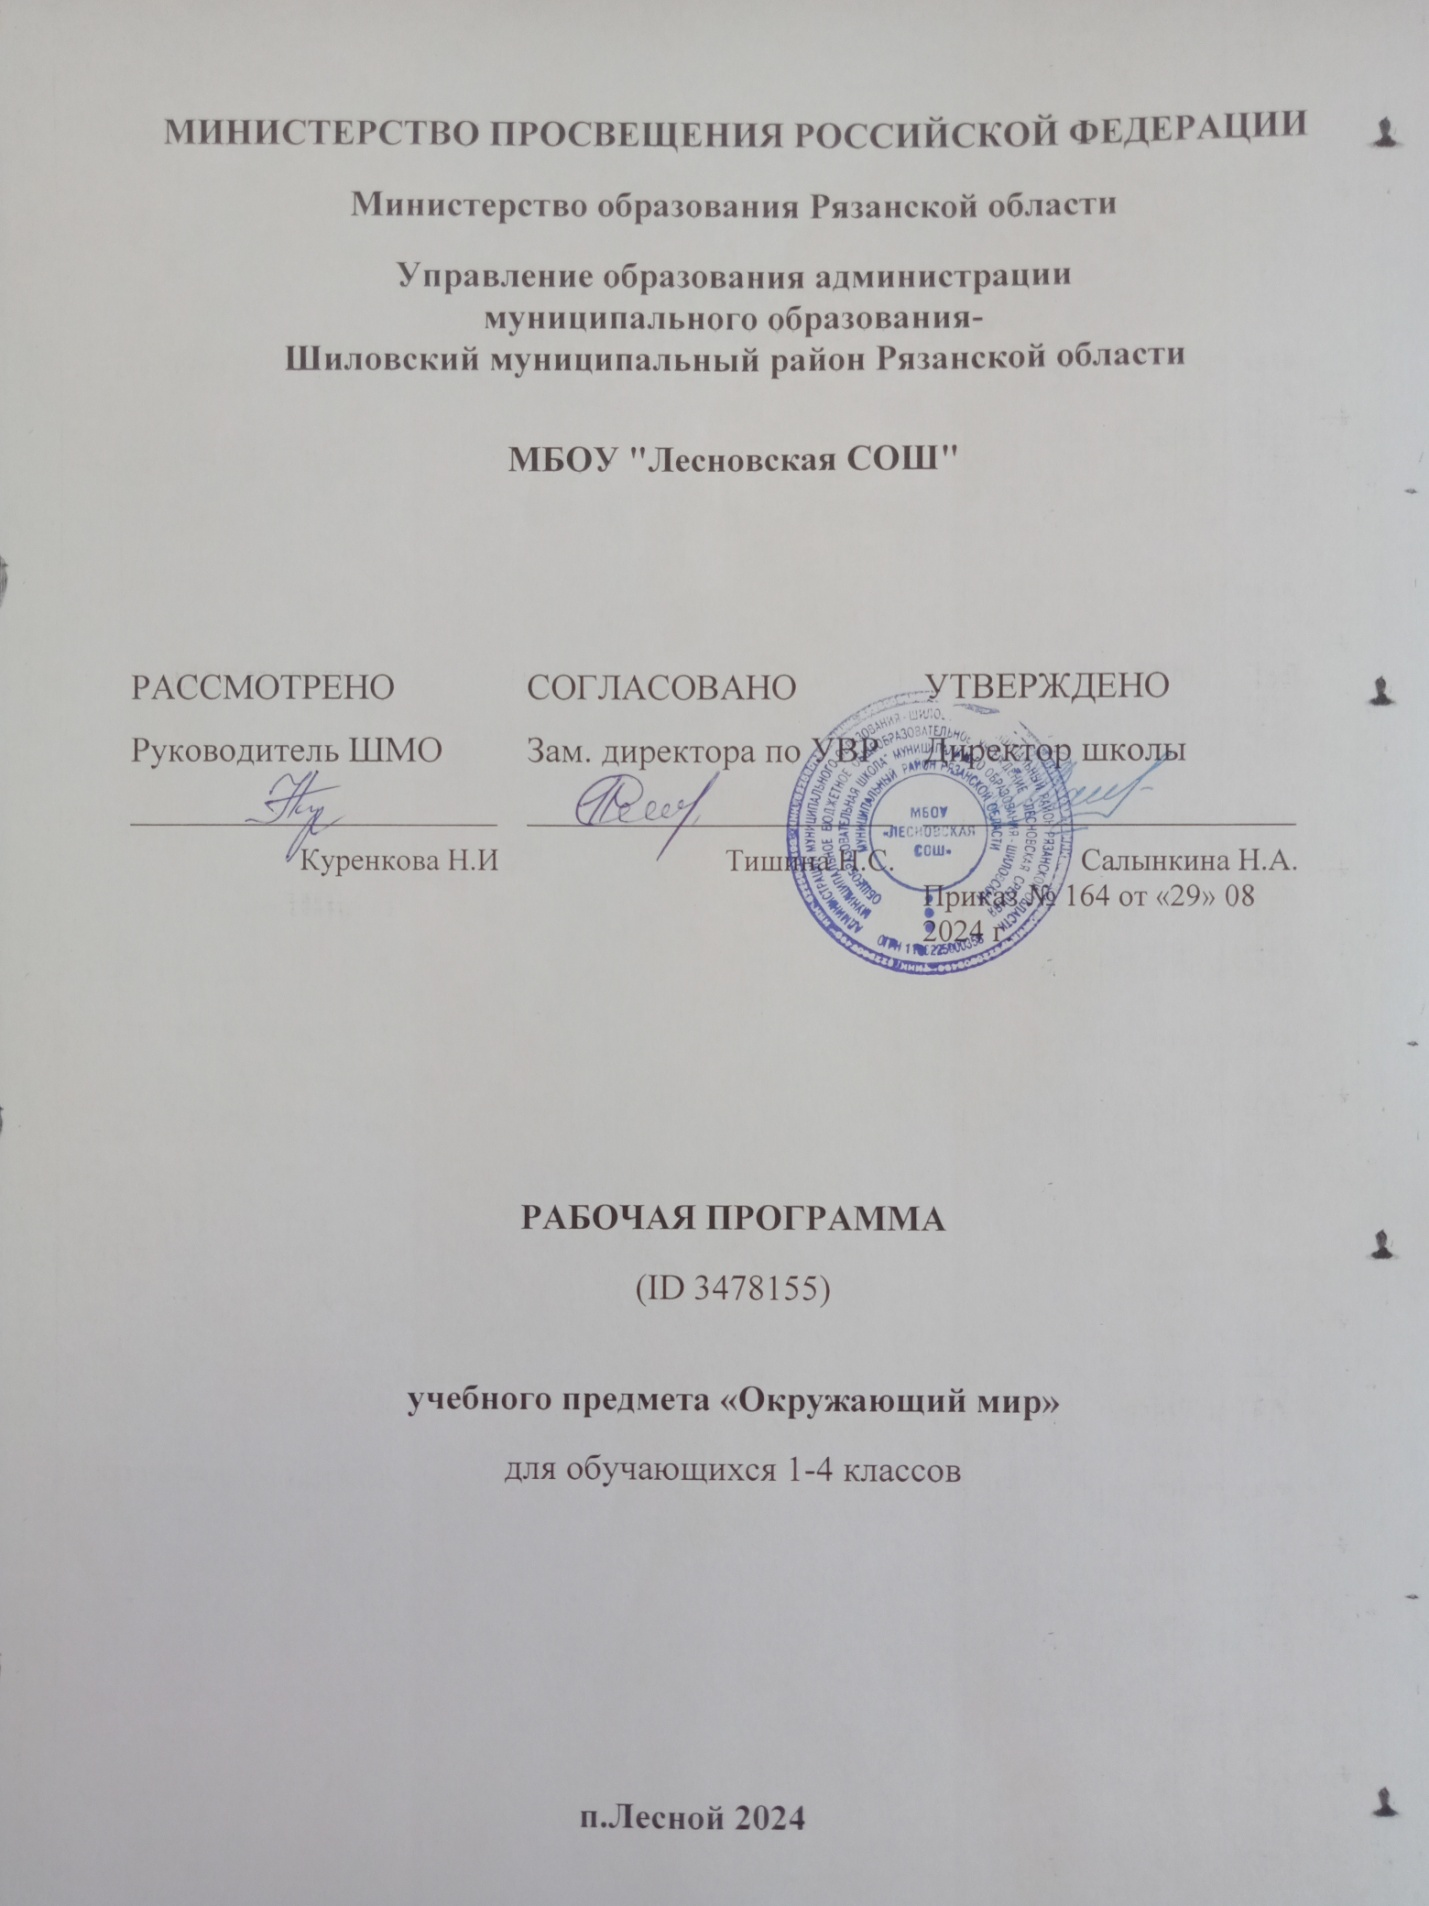 МИНИСТЕРСТВО ПРОСВЕЩЕНИЯ РОССИЙСКОЙ ФЕДЕРАЦИИ
Министерство образования Рязанской области
Управление образования администрации
муниципального образования-
Шиловский муниципальный район Рязанской области
МБОУ "Лесновская СОШ"
РАССМОТРЕНО
Руководитель ШМО
Куренкова Н.И
СОГЛАСОВАНО
Зам. директора по УВР
Тишина Н.С.
УТВЕРЖДЕНО
Директор школы
Салынкина Н.А.
Приказ № 164 от «29» 08
2024 г
МБОУ
«ЛЕСНОВСКАЯ
СОШ»
РАБОЧАЯ ПРОГРАММА
(ID 3478155)
учебного предмета «Окружающий мир»
для обучающихся 1-4 классов
п.Лесной 2024